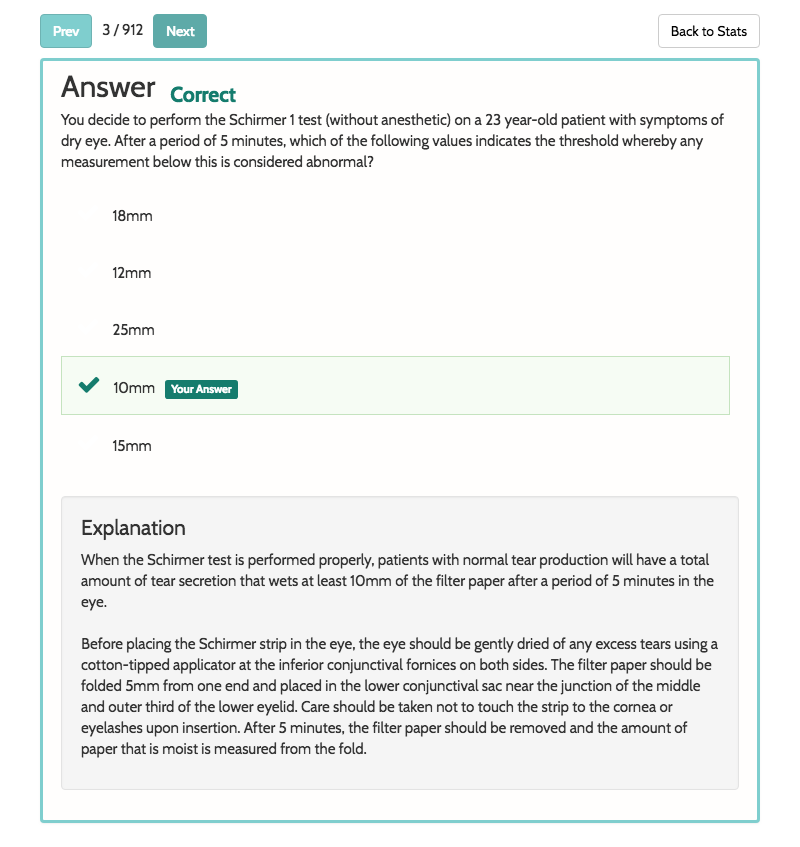 Prev 3 / 912 Next Back to Stats
Answer Correct
You decide to perform the Schirmer 1 test (without anesthetic) on a 23 year-old patient with symptoms of
dry eye. After a period of 5 minutes, which of the following values indicates the threshold whereby any
measurement below this is considered abnormal?
18mm
12mm
25mm
10mm Your Answer
15mm
Explanation
When the Schirmer test is performed properly, patients with normal tear production will have a total
amount of tear secretion that wets at least 10mm of the filter paper after a period of 5 minutes in the
eye.
Before placing the Schirmer strip in the eye, the eye should be gently dried of any excess tears using a
cotton-tipped applicator at the inferior conjunctival fornices on both sides. The filter paper should be
folded 5mm from one end and placed in the lower conjunctival sac near the junction of the middle
and outer third of the lower eyelid. Care should be taken not to touch the strip to the cornea or
eyelashes upon insertion. After 5 minutes, the filter paper should be removed and the amount of
paper that is moist is measured from the fold.